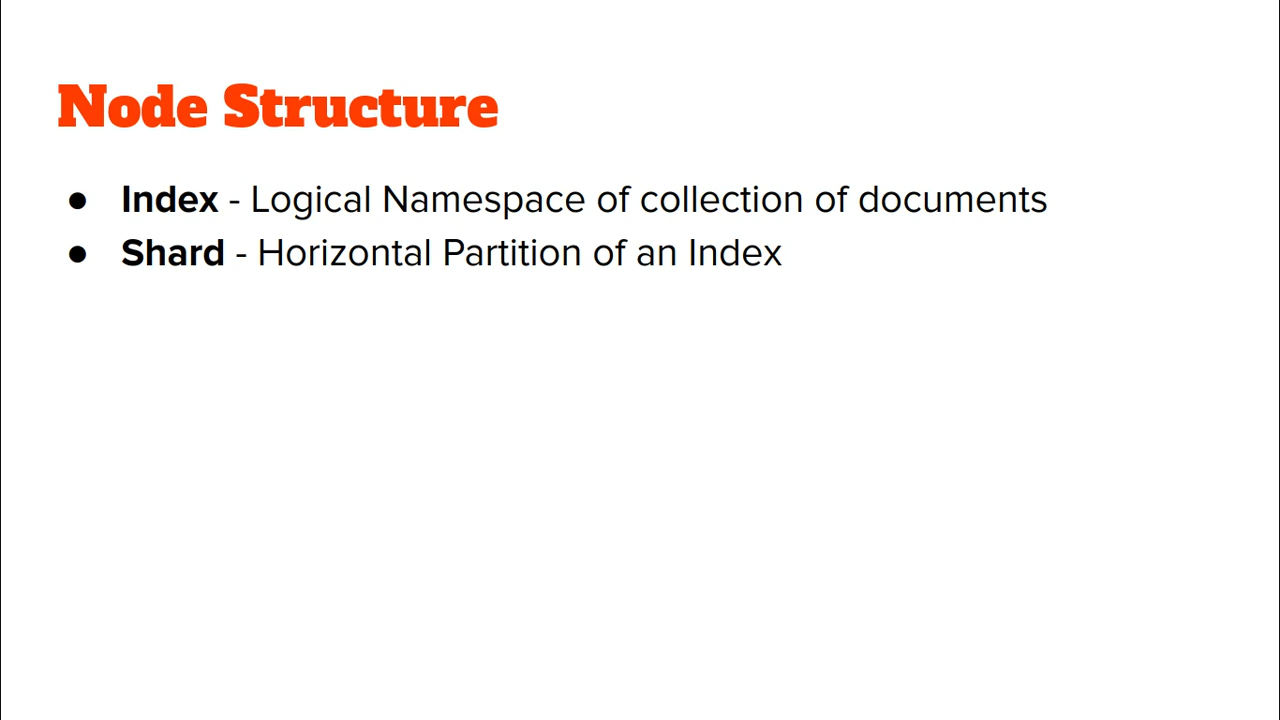 Node Structure
● Index - Logical Namespace of collection of documents
● Shard - Horizontal Partition of an Index